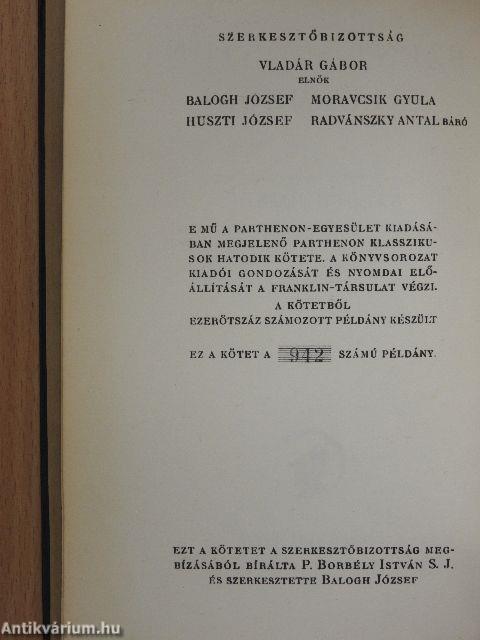 SZERKESZTŐBIZOTTSÁG
VLADÁR GÁBOR
ELNÖK
BALOGH JÓZSEF MORAVCSIK GYULA
HUSZTI JÓZSEF RADVÁNSZKY ANTAL BÁRÓ
E MŰ A PARTHENON-EGYESÜLET KIADÁSÁ-
BAN MEGJELENŐ PARTHENON KLASSZIKU-
SOK HATODIK KÖTETE. A KÖNYVSOROZAT
KIADÓI GONDOZÁSÁT ÉS NYOMDAI ELŐ-
ÁLLÍTÁSÁT A FRANKLIN-TÁRSULAT VÉGZI.
A KÖTETBŐL
EZERÖTSZÁZ SZÁMOZOTT PÉLDÁNY KÉSZÜLT
EZ A KÖTET A 942 SZÁMÚ PÉLDÁNY.
EZT A KÖTETET A SZERKESZTŐBIZOTTSÁG MEG-
BÍZÁSÁBÓL BÍRÁLTA P. BORBÉLY ISTVÁN S. J.
ÉS SZERKESZTETTE BALOGH JÓZSEF
Antikvárium.hu